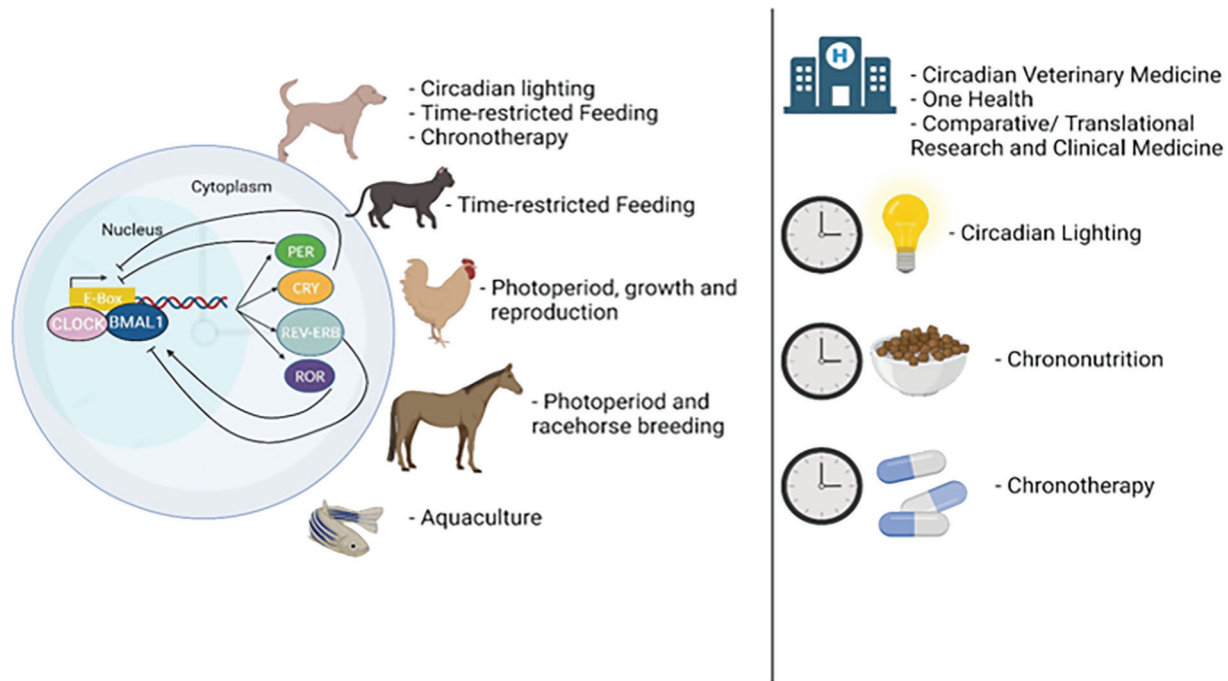 - Circadian lighting
- Time-restricted Feeding
- Chronotherapy
Cytoplasm
Nucleus
PER
CRY
E-Box
CLOCK
BMAL1
REV-ERB
ROR
- Time-restricted Feeding
- Photoperiod, growth and
reproduction
- Photoperiod and
racehorse breeding
- Aquaculture
H
- Circadian Veterinary Medicine
- One Health
- Comparative/ Translational
Research and Clinical Medicine
- Circadian Lighting
- Chrononutrition
- Chronotherapy